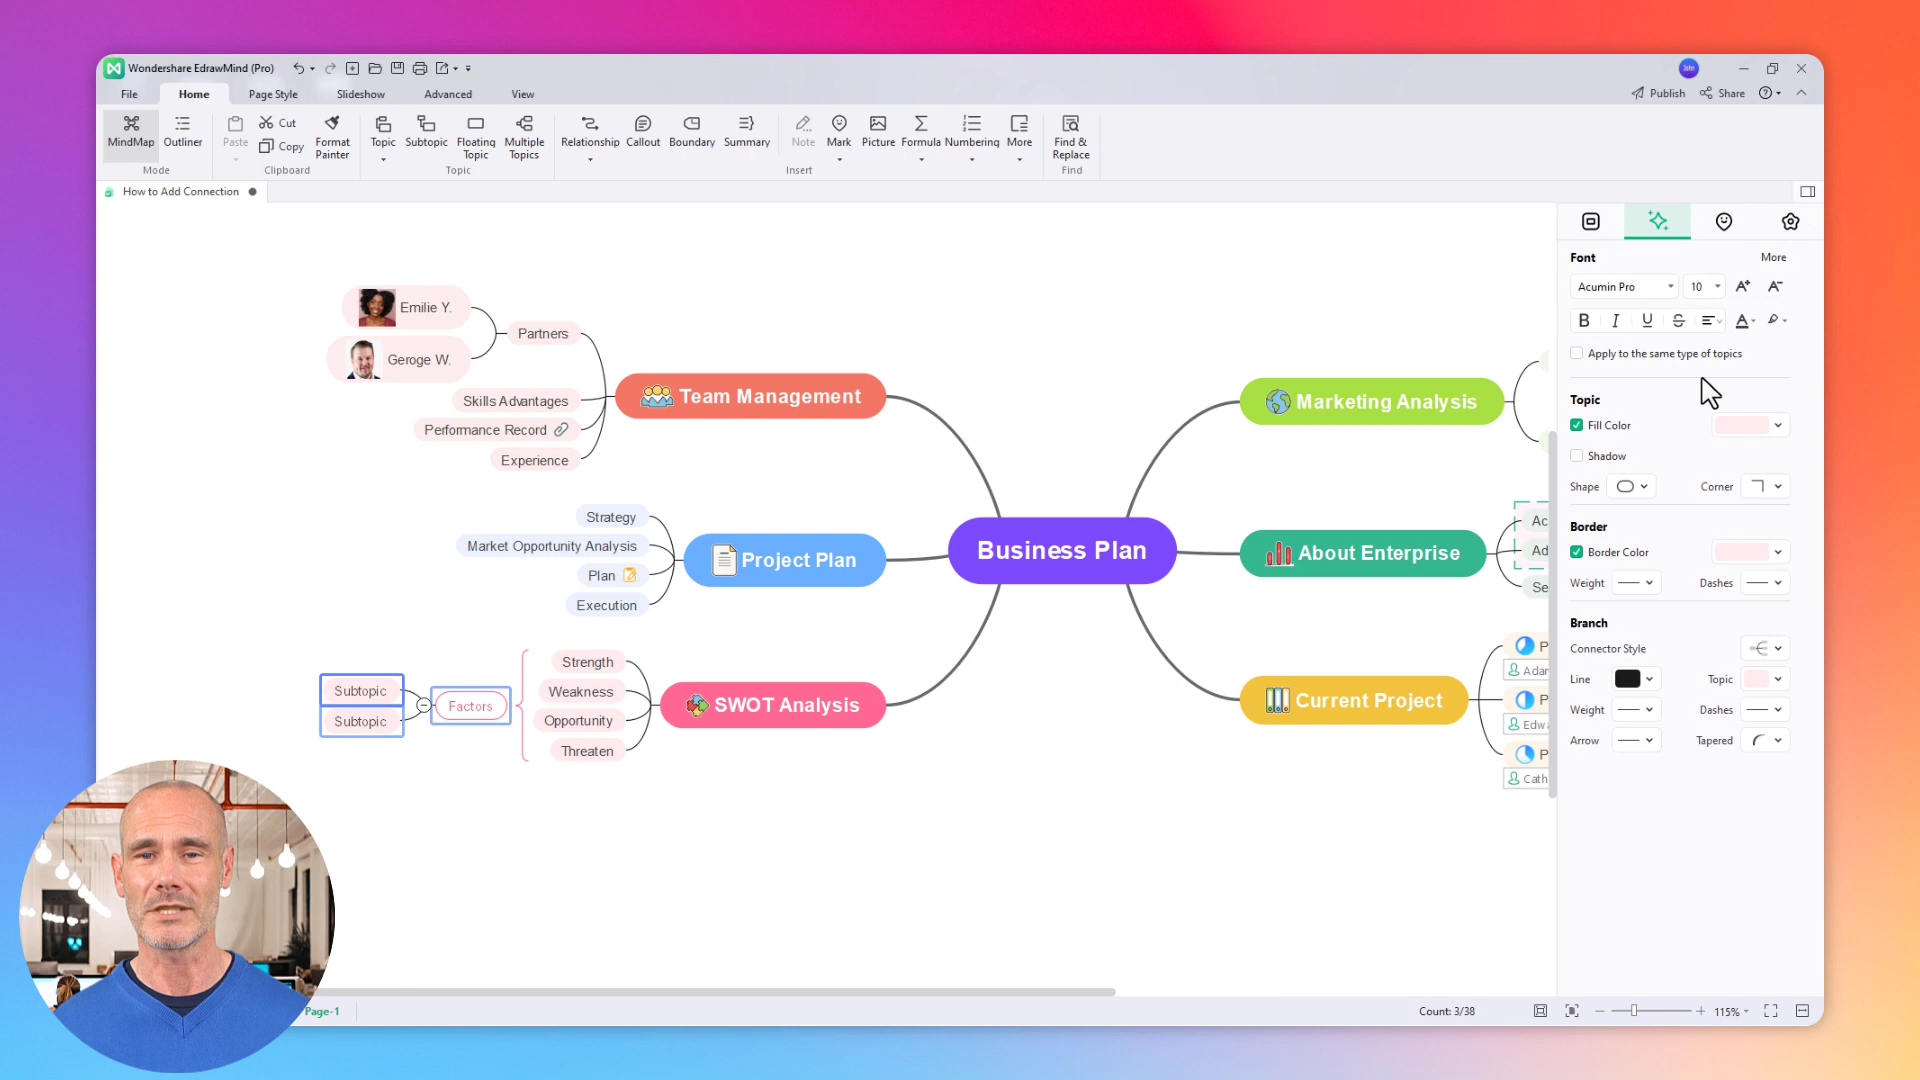 Wondershare EdrawMind (Pro)
John
File
Home
Page Style
Slideshow
Advanced
View
Publish
Share
MindMap
Outliner
Mode
Paste
Cut
Copy
Format Painter
Clipboard
Topic
Subtopic
Floating Topic
Multiple Topics
Topic
Relationship
Callout
Boundary
Summary
Note
Mark
Picture
Formula
Numbering
More
Insert
Find & Replace
Find
How to Add Connection
Emilie Y.
Geroge W.
Partners
Skills Advantages
Performance Record
Experience
Team Management
Strategy
Market Opportunity Analysis
Plan
Execution
Project Plan
Subtopic
Subtopic
Factors
Strength
Weakness
Opportunity
Threaten
SWOT Analysis
Business Plan
Marketing Analysis
About Enterprise
Ac
Ad
Se
Current Project
P
Adar
P
Edw
P
Cath
Font
More
Acumin Pro
10
A+
A-
B I U S A
Apply to the same type of topics
Topic
Fill Color
Shadow
Shape
Corner
Border
Border Color
Weight
Dashes
Branch
Connector Style
Line
Topic
Weight
Dashes
Arrow
Tapered
Page-1
Count: 3/38
115%